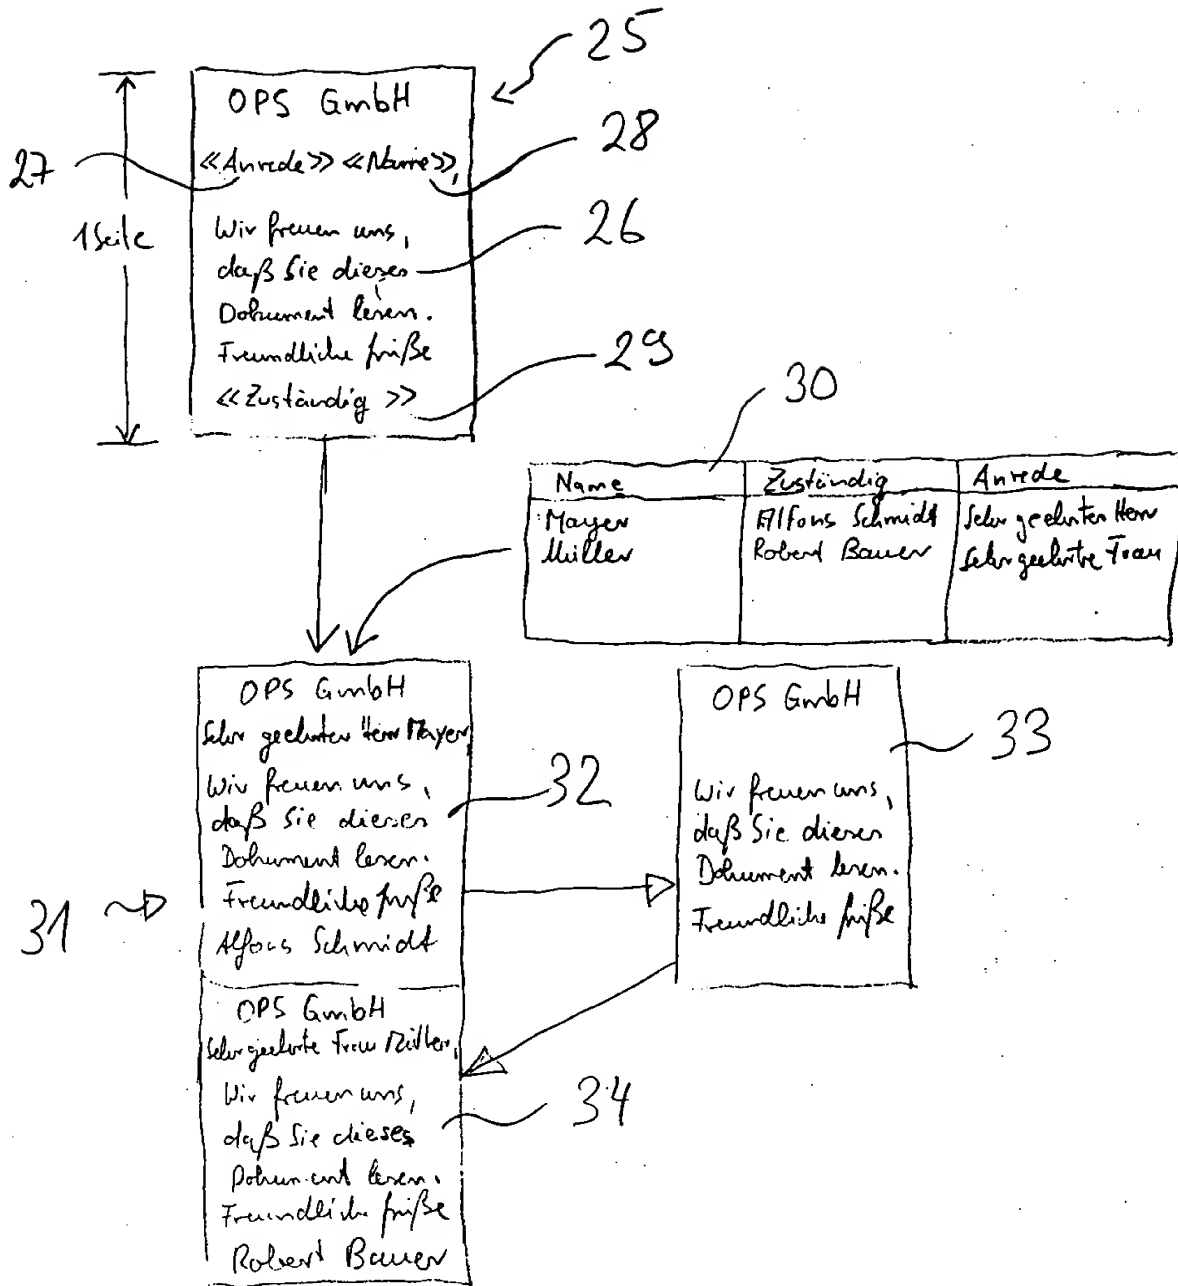 25
OPS GmbH
28
<<Anrede>> <<Name>>,
27
1 Seite
Wir freuen uns,
26
daß Sie dieses
Dokument lesen.
Freundliche Grüße
29
<<Zuständig>>
30
Name Zuständig Anrede
Mayer Alfons Schmidt Sehr geehrter Herr
Müller Robert Bauer Sehr geehrte Frau
OPS GmbH
Sehr geehrter Herr Mayer,
Wir freuen uns,
32
daß Sie dieses
Dokument lesen.
Freundliche Grüße
31
Alfons Schmidt
OPS GmbH
33
Wir freuen uns,
daß Sie dieses
Dokument lesen.
Freundliche Grüße
OPS GmbH
Sehr geehrte Frau Müller,
Wir freuen uns,
34
daß Sie dieses
Dokument lesen.
Freundliche Grüße
Robert Bauer